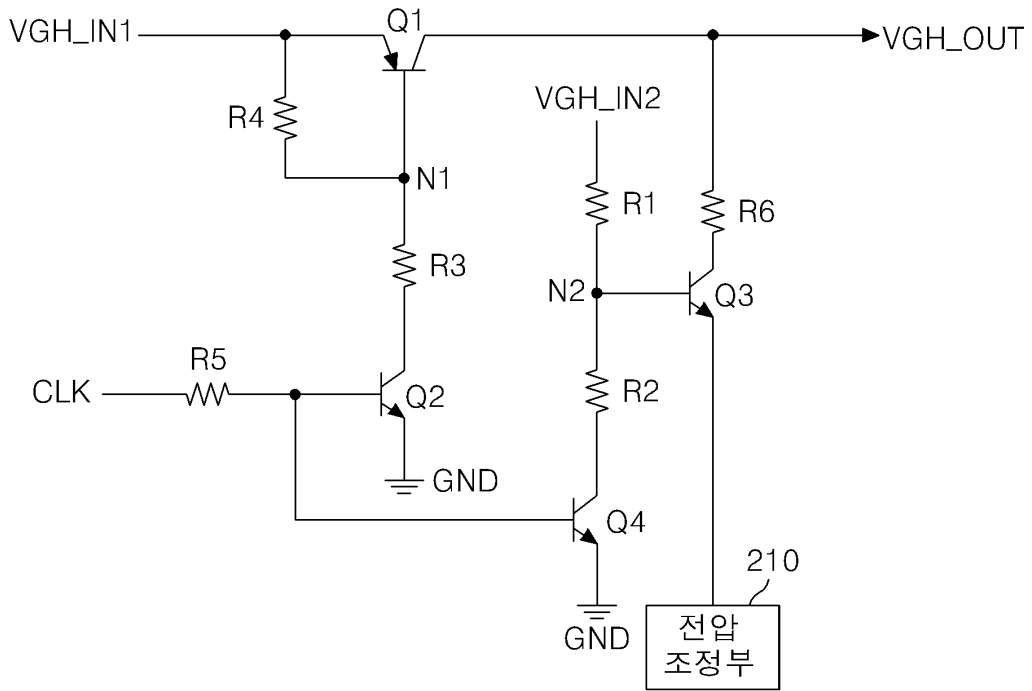 VGH_IN1
Q1
VGH_OUT
R4
VGH_IN2
N1
R1
R6
R3
N2
Q3
R5
CLK
Q2
R2
GND
Q4
210
GND
전압
조정부